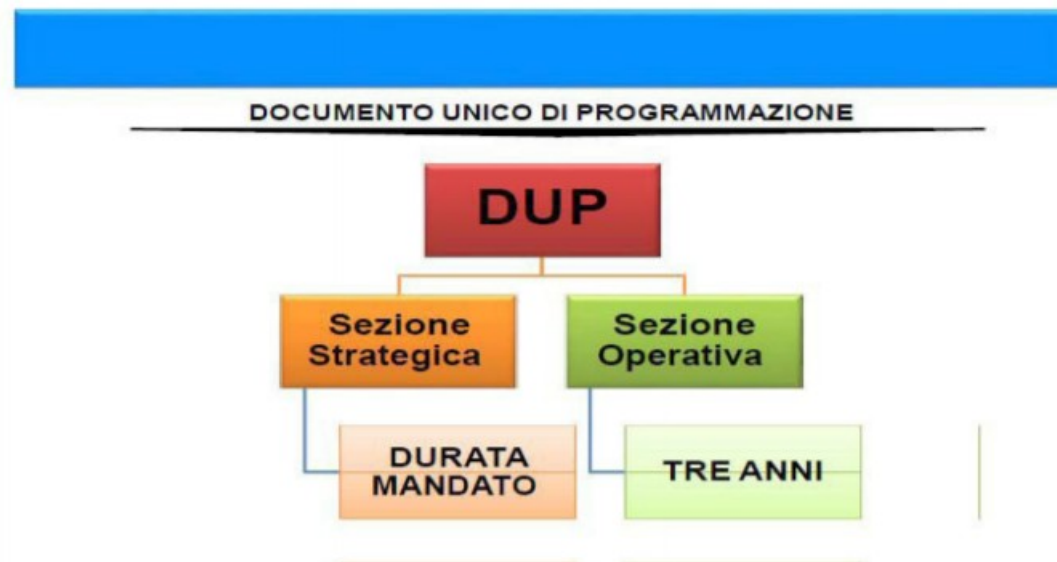 DOCUMENTO UNICO DI PROGRAMMAZIONE
DUP
Sezione
Strategica
Sezione
Operativa
DURATA
MANDATO
TRE ANNI